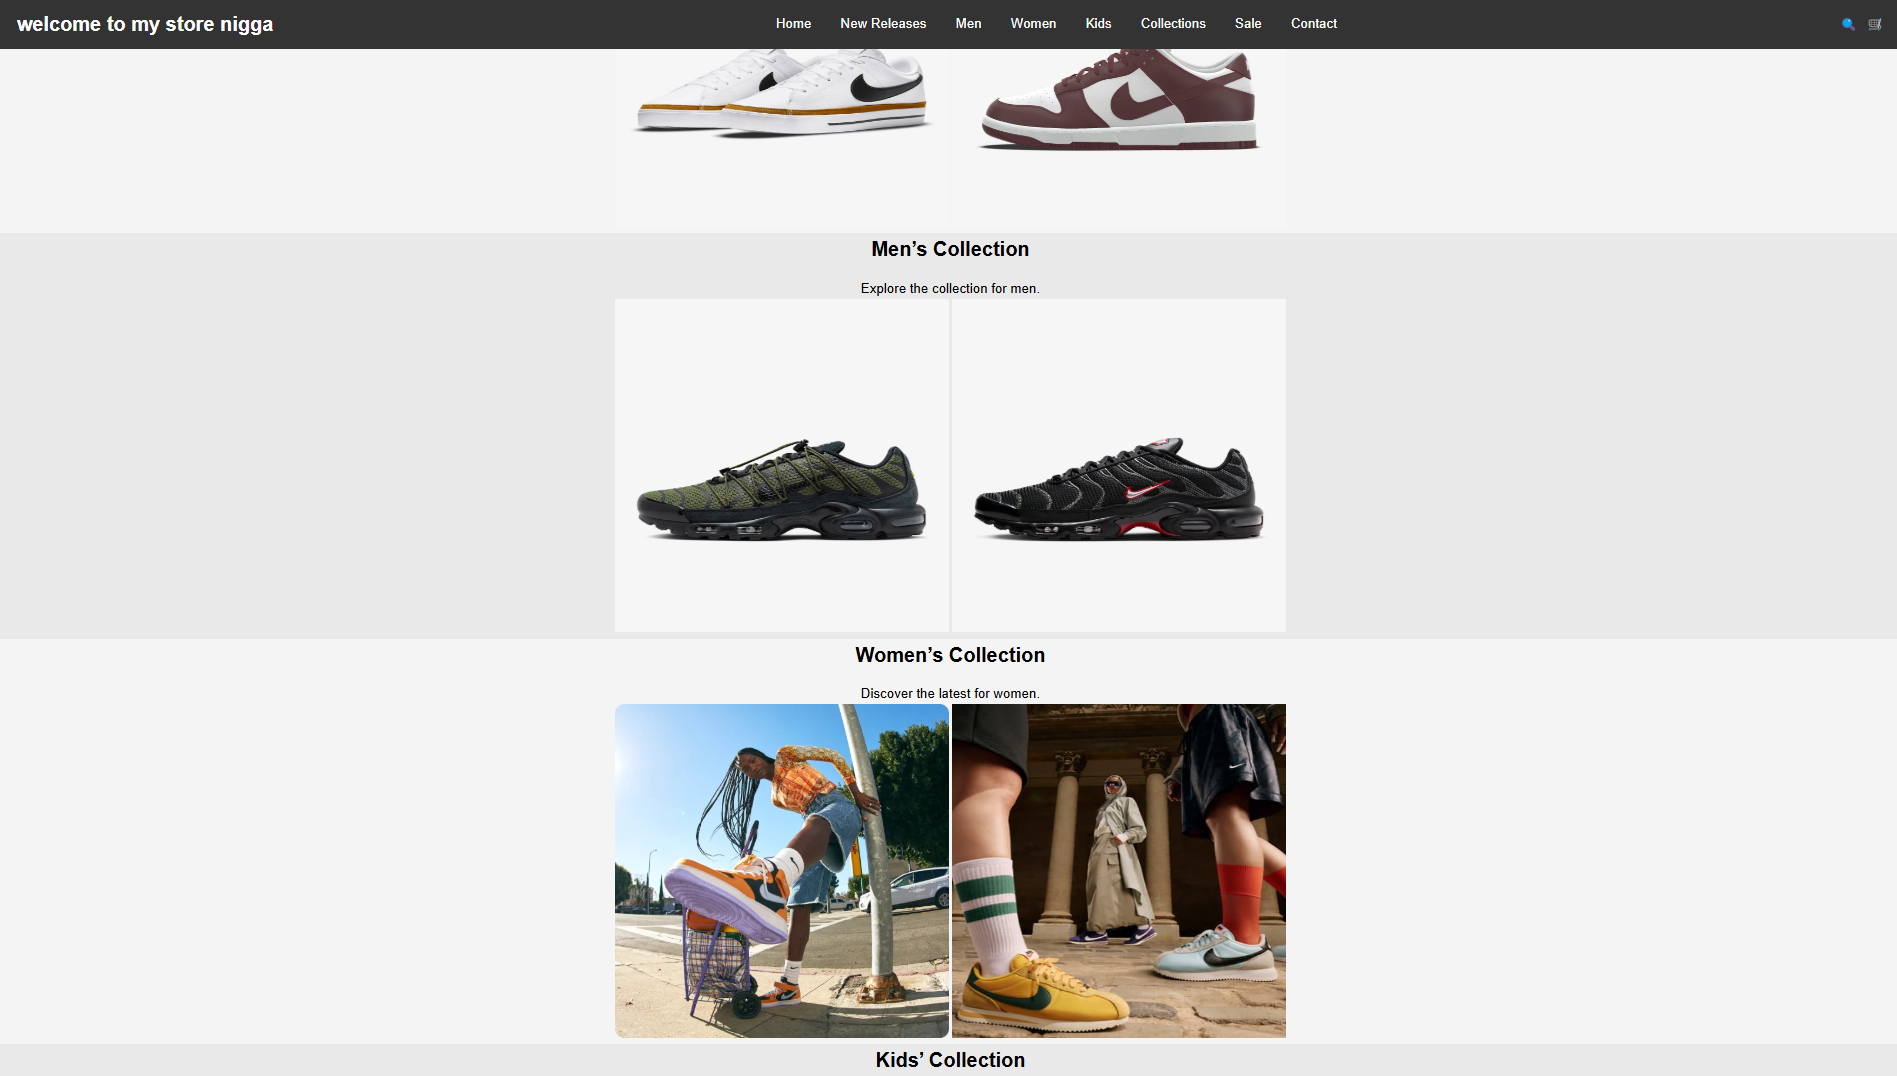 welcome to my store nigga
Home New Releases Men Women Kids Collections Sale Contact
Men’s Collection
Explore the collection for men.
Women’s Collection
Discover the latest for women.
Kids’ Collection